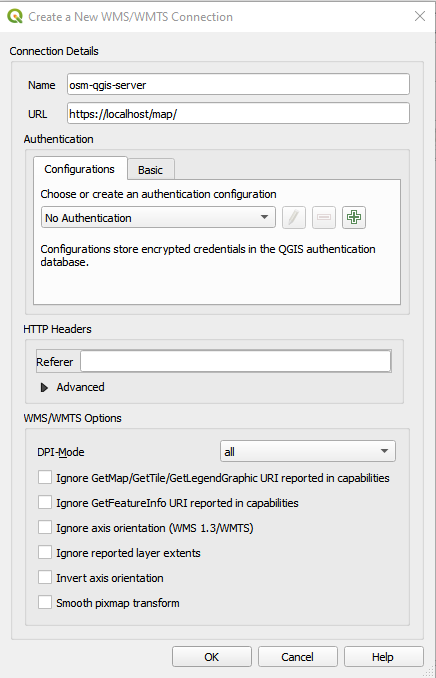 Create a New WMS/WMTS Connection
Connection Details
Name osm-qgis-server
URL https://localhost/map/
Authentication
Configurations Basic
Choose or create an authentication configuration
No Authentication
Configurations store encrypted credentials in the QGIS authentication
database.
HTTP Headers
Referer
Advanced
WMS/WMTS Options
DPI-Mode all
Ignore GetMap/GetTile/GetLegendGraphic URI reported in capabilities
Ignore GetFeatureInfo URI reported in capabilities
Ignore axis orientation (WMS 1.3/WMTS)
Ignore reported layer extents
Invert axis orientation
Smooth pixmap transform
OK Cancel Help